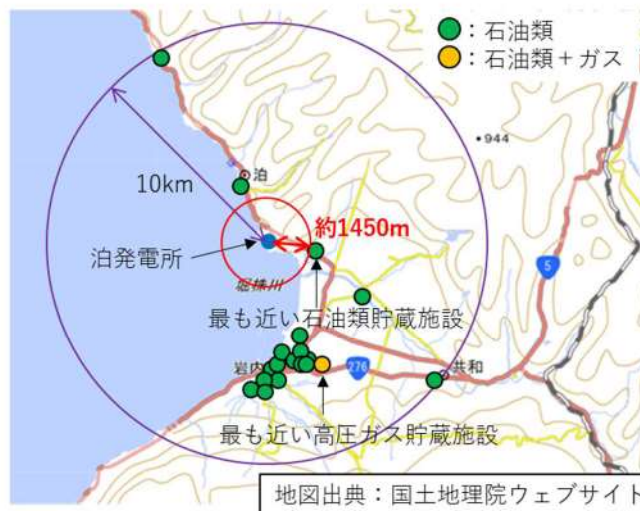 ：石油類
：石油類＋ガス
・944
10km
泊
約1450m
泊発電所
5
堀株川
最も近い石油類貯蔵施設
岩内
276
共和
最も近い高圧ガス貯蔵施設
地図出典：国土地理院ウェブサイト